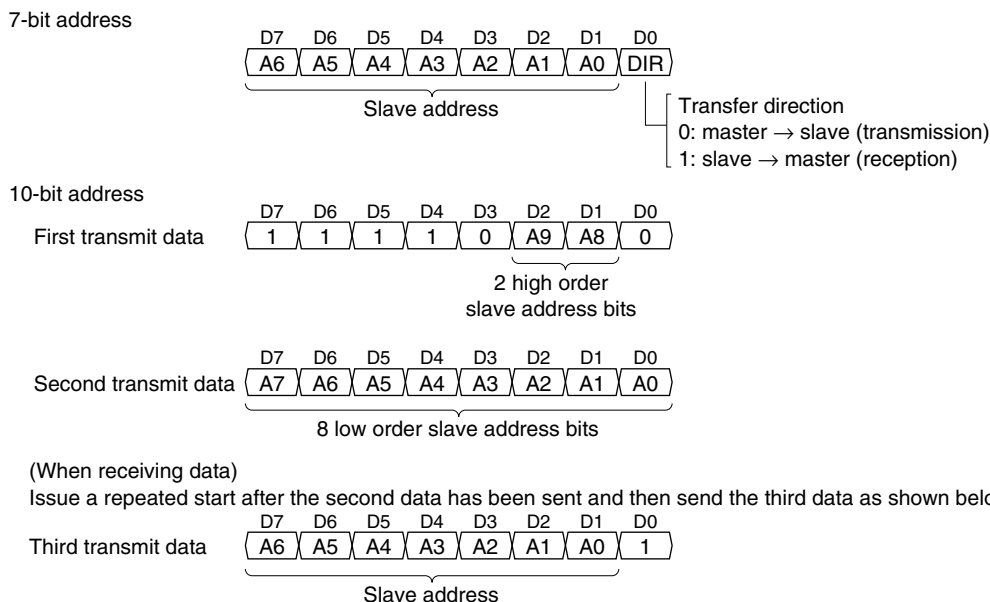 7-bit address
D7 D6 D5 D4 D3 D2 D1 D0
A6 A5 A4 A3 A2 A1 A0 DIR
Slave address
Transfer direction
0: master → slave (transmission)
1: slave → master (reception)
10-bit address
D7 D6 D5 D4 D3 D2 D1 D0
First transmit data 1 1 1 1 0 A9 A8 0
2 high order
slave address bits
D7 D6 D5 D4 D3 D2 D1 D0
Second transmit data A7 A6 A5 A4 A3 A2 A1 A0
8 low order slave address bits
(When receiving data)
Issue a repeated start after the second data has been sent and then send the third data as shown
D7 D6 D5 D4 D3 D2 D1 D0
Third transmit data A6 A5 A4 A3 A2 A1 A0 1
Slave address